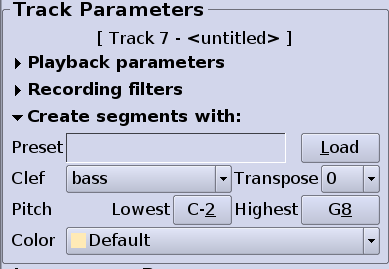 Track Parameters
[ Track 7 - <untitled> ]
Playback parameters
Recording filters
Create segments with:
Preset Load
Clef bass Transpose 0
Pitch Lowest C-2 Highest G8
Color Default